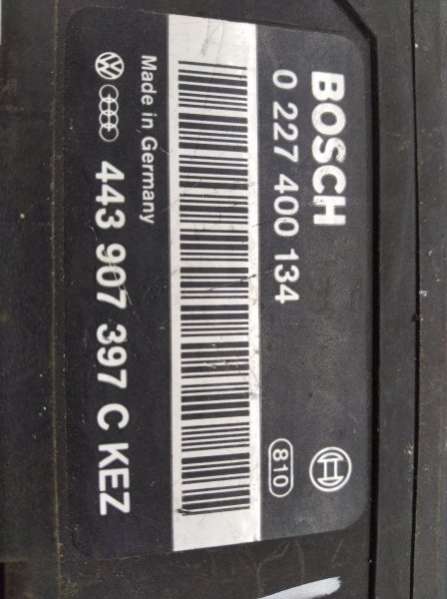 BOSCH
0 227 400 134
810
Made in Germany
443 907 397 C KEZ